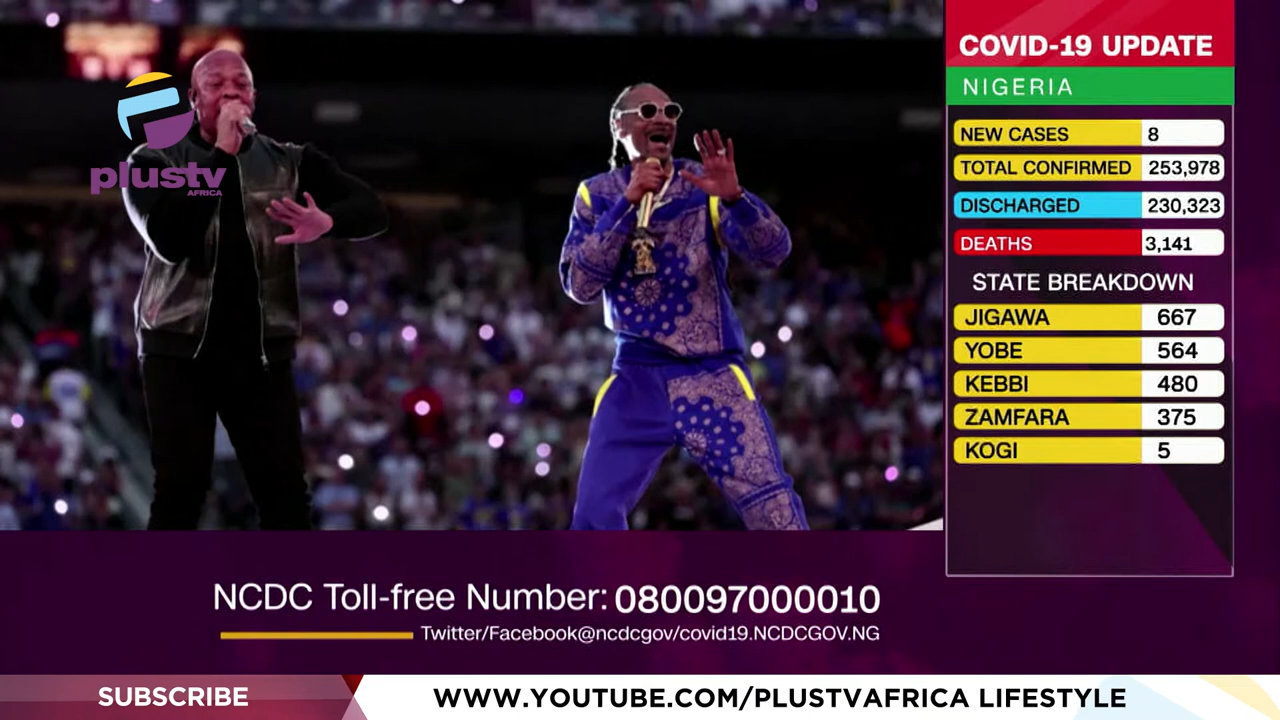 plustv
AFRICA
COVID-19 UPDATE
NIGERIA
NEW CASES 8
TOTAL CONFIRMED 253,978
DISCHARGED 230,323
DEATHS 3,141
STATE BREAKDOWN
JIGAWA 667
YOBE 564
KEBBI 480
ZAMFARA 375
KOGI 5
NCDC Toll-free Number: 080097000010
Twitter/Facebook@ncdcgov/covid19.NCDCGOV.NG
SUBSCRIBE WWW.YOUTUBE.COM/PLUSTVAFRICA LIFESTYLE